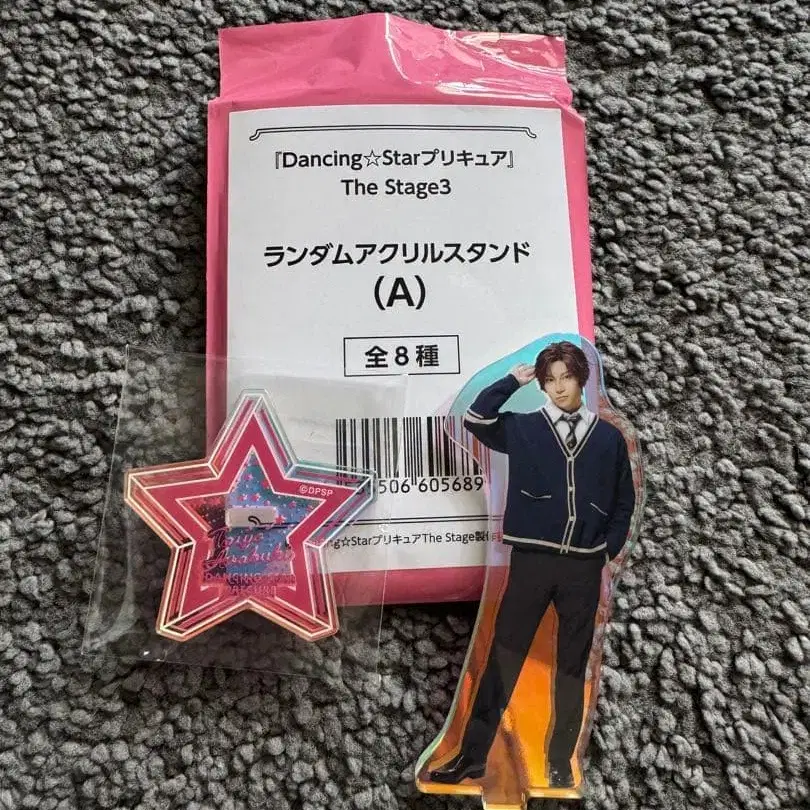 『Dancing☆Starプリキュア』
The Stage3
ランダムアクリルスタンド
(A)
全8種
506 605689
☆StarプリキュアThe Stage製
©DPSP
Taiyo
DANCING